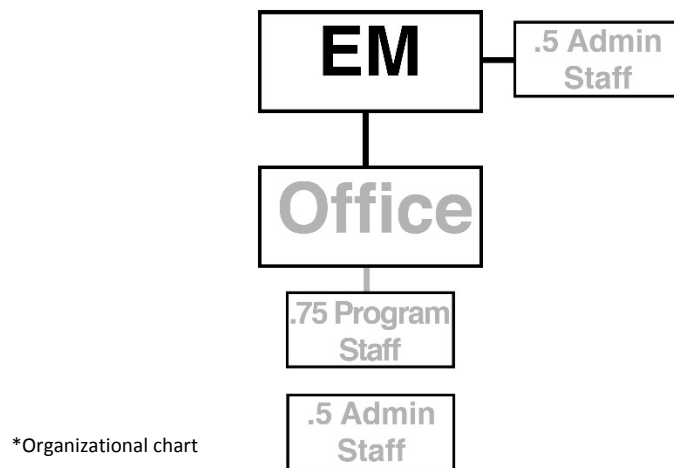 EM
.5 Admin
Staff
Office
.75 Program
Staff
.5 Admin
Staff
*Organizational chart